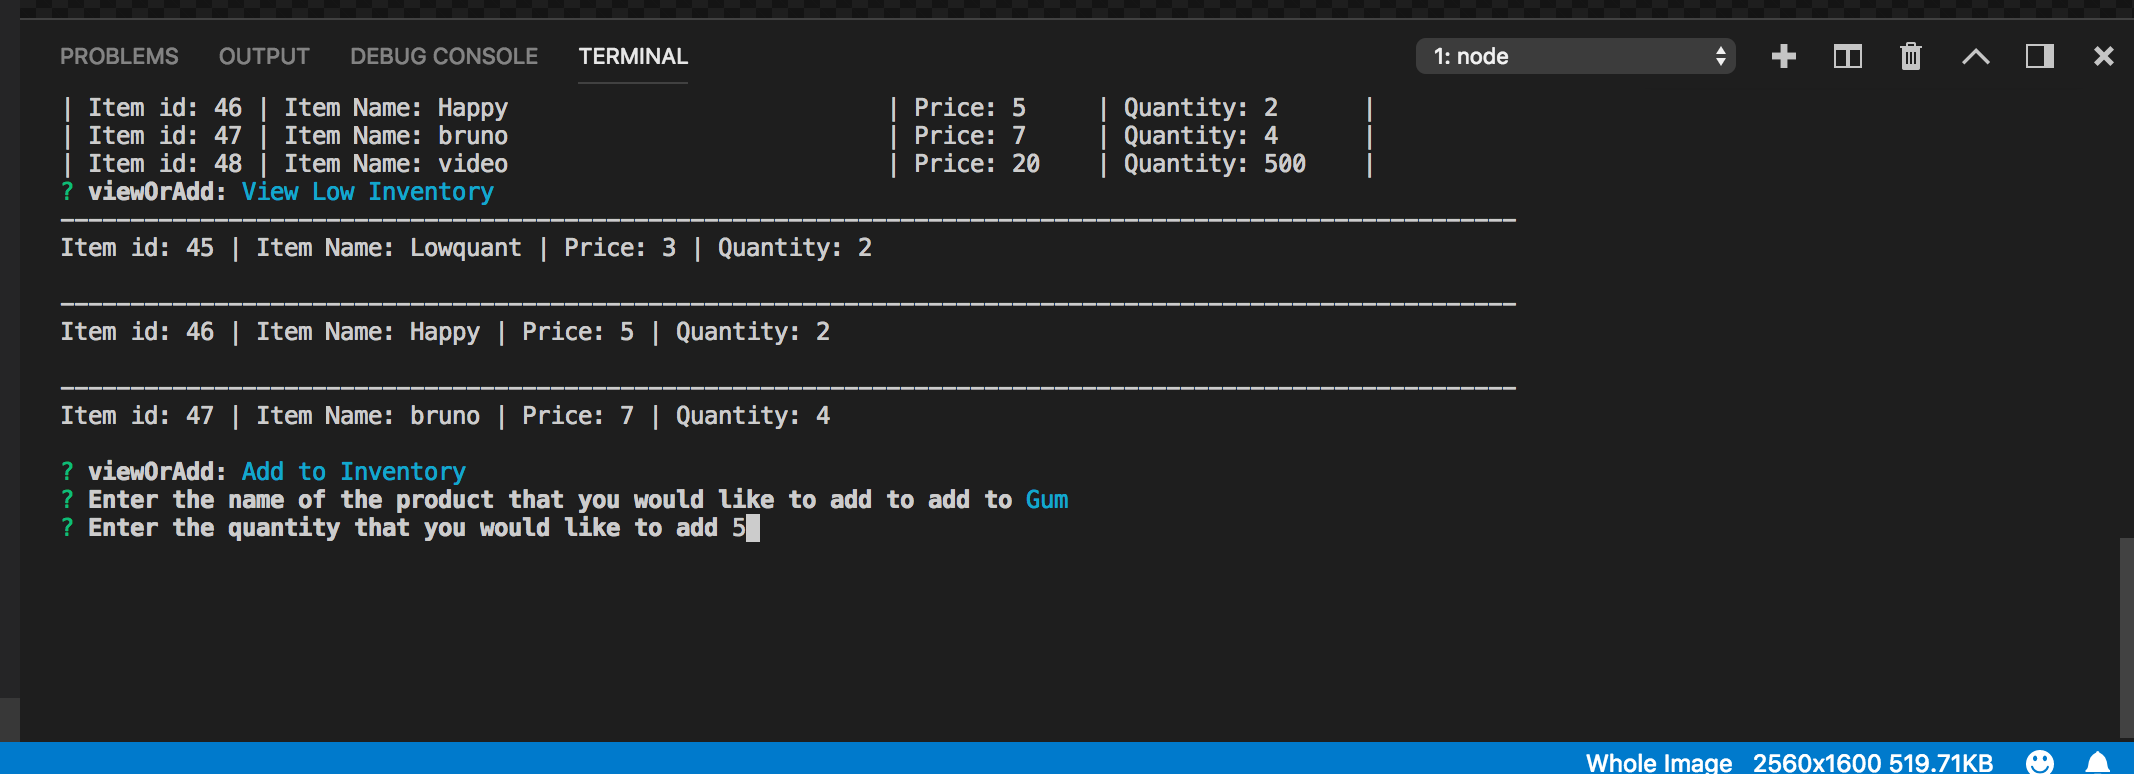 PROBLEMS OUTPUT DEBUG CONSOLE TERMINAL 1: node
| Item id: 46 | Item Name: Happy | Price: 5 | Quantity: 2 |
| Item id: 47 | Item Name: bruno | Price: 7 | Quantity: 4 |
| Item id: 48 | Item Name: video | Price: 20 | Quantity: 500 |
? viewOrAdd: View Low Inventory
________________________________________________________________________________________________________
Item id: 45 | Item Name: Lowquant | Price: 3 | Quantity: 2
________________________________________________________________________________________________________
Item id: 46 | Item Name: Happy | Price: 5 | Quantity: 2
________________________________________________________________________________________________________
Item id: 47 | Item Name: bruno | Price: 7 | Quantity: 4
? viewOrAdd: Add to Inventory
? Enter the name of the product that you would like to add to add to Gum
? Enter the quantity that you would like to add 5
Whole Image 2560x1600 519.71KB